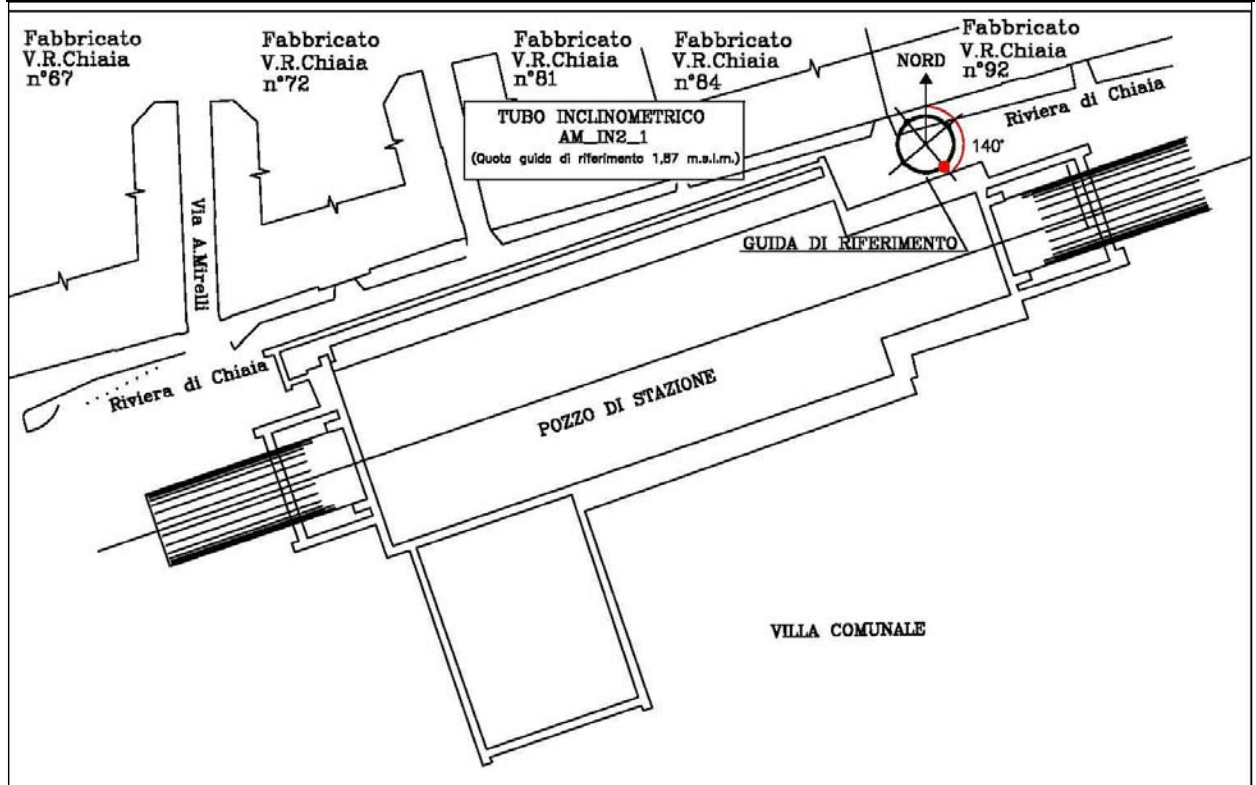 Fabbricato
V.R.Chiaia
n°67
Fabbricato
V.R.Chiaia
n°72
Fabbricato
V.R.Chiaia
n°81
Fabbricato
V.R.Chiaia
n°84
Fabbricato
V.R.Chiaia
n°92
NORD
TUBO INCLINOMETRICO
AM_IN2_1
(Quota guida di riferimento 1,87 m.s.l.m.)
Riviera di Chiaia
140°
Via A.Mirelli
GUIDA DI RIFERIMENTO
Riviera di Chiaia
POZZO DI STAZIONE
VILLA COMUNALE